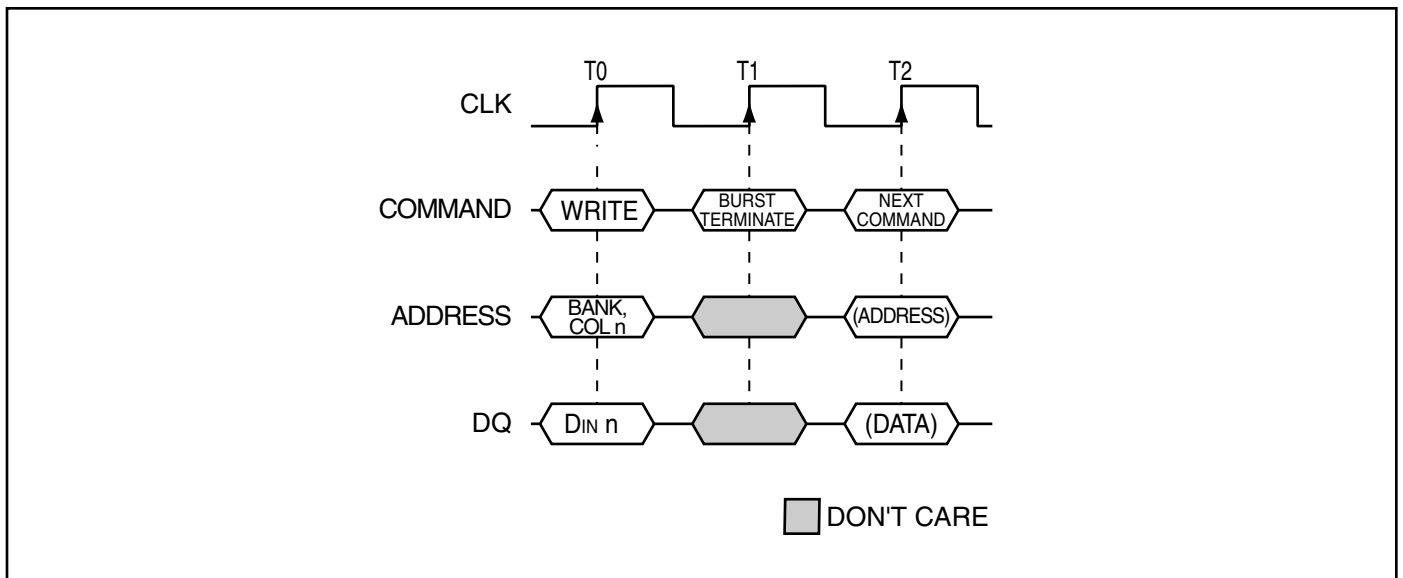 T0 T1 T2
CLK
COMMAND WRITE BURST TERMINATE NEXT COMMAND
ADDRESS BANK, COL n (ADDRESS)
DQ DIN n (DATA)
DON'T CARE